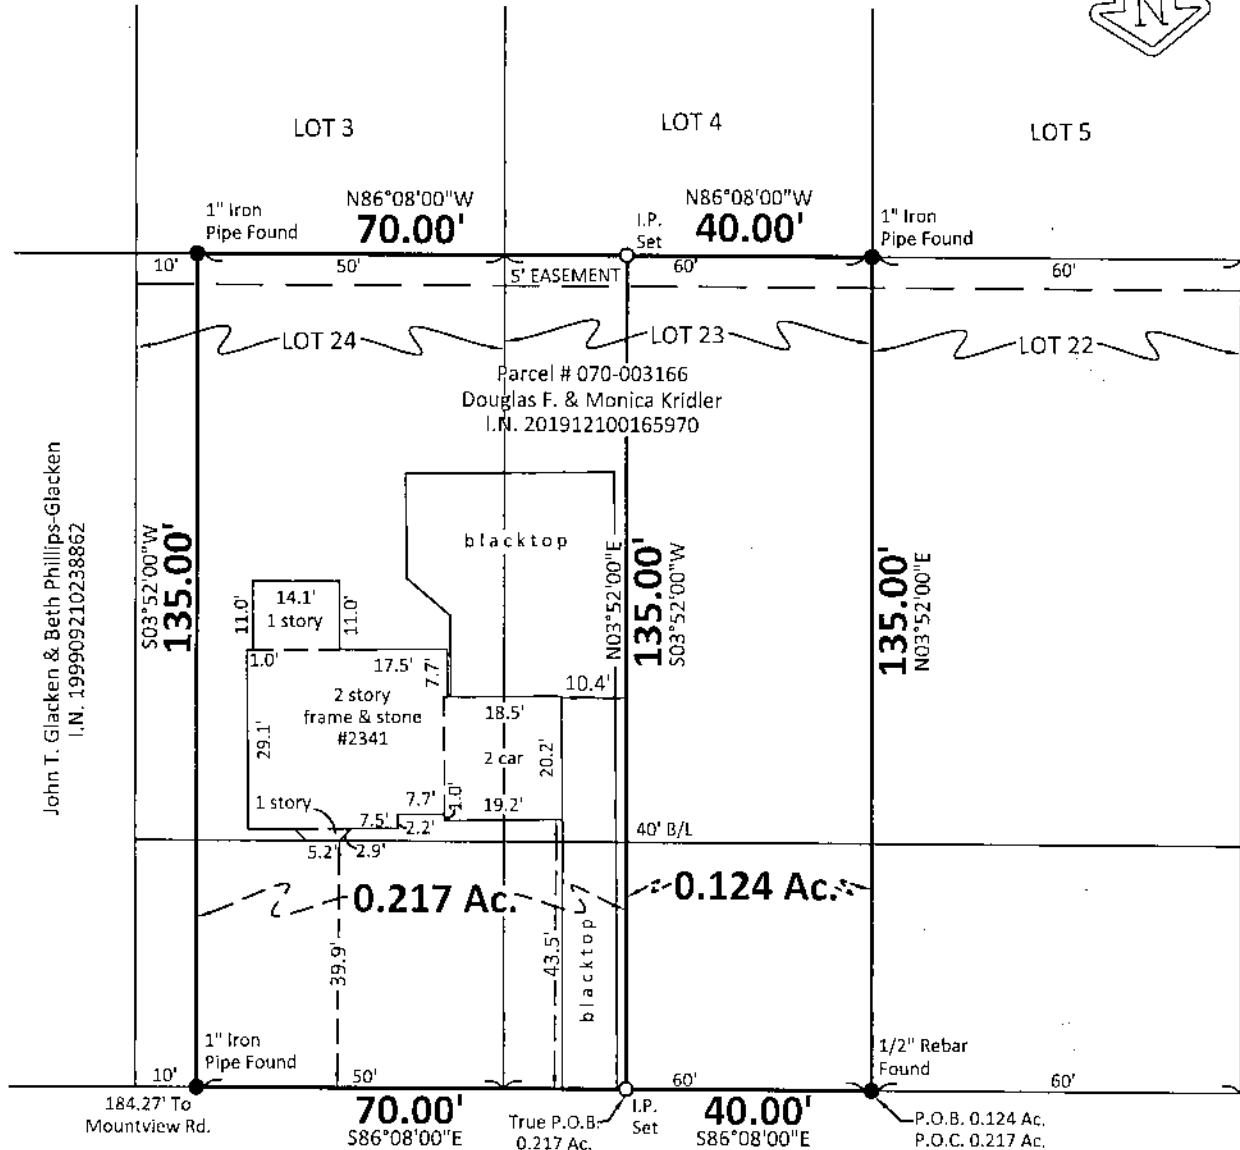 N
LOT 3
LOT 4
LOT 5
N86°08'00"W
70.00'
N86°08'00"W
40.00'
1" Iron
Pipe Found
I.P.
Set
1" Iron
Pipe Found
10'
50'
60'
60'
5' EASEMENT
LOT 24
LOT 23
LOT 22
Parcel # 070-003166
Douglas F. & Monica Kridler
I.N. 201912100165970
John T. Glacken & Beth Phillips-Glacken
I.N. 199909210238862
S03°52'00"W
135.00'
blacktop
N03°52'00"E
135.00'
S03°52'00"W
135.00'
N03°52'00"E
11.0'
14.1'
1 story
11.0'
1.0'
17.5'
7.7'
10.4'
2 story
frame & stone
#2341
29.1'
18.5'
2 car
20.2'
1 story
7.7'
1.0'
19.2'
7.5'
2.2'
5.2'
2.9'
40' B/L
0.217 Ac.
0.124 Ac.
39.9'
43.5'
blacktop
1" Iron
Pipe Found
1/2" Rebar
Found
10'
50'
60'
60'
184.27' To
Mountview Rd.
70.00'
S86°08'00"E
True P.O.B.
0.217 Ac.
I.P.
Set
40.00'
S86°08'00"E
P.O.B. 0.124 Ac.
P.O.C. 0.217 Ac.